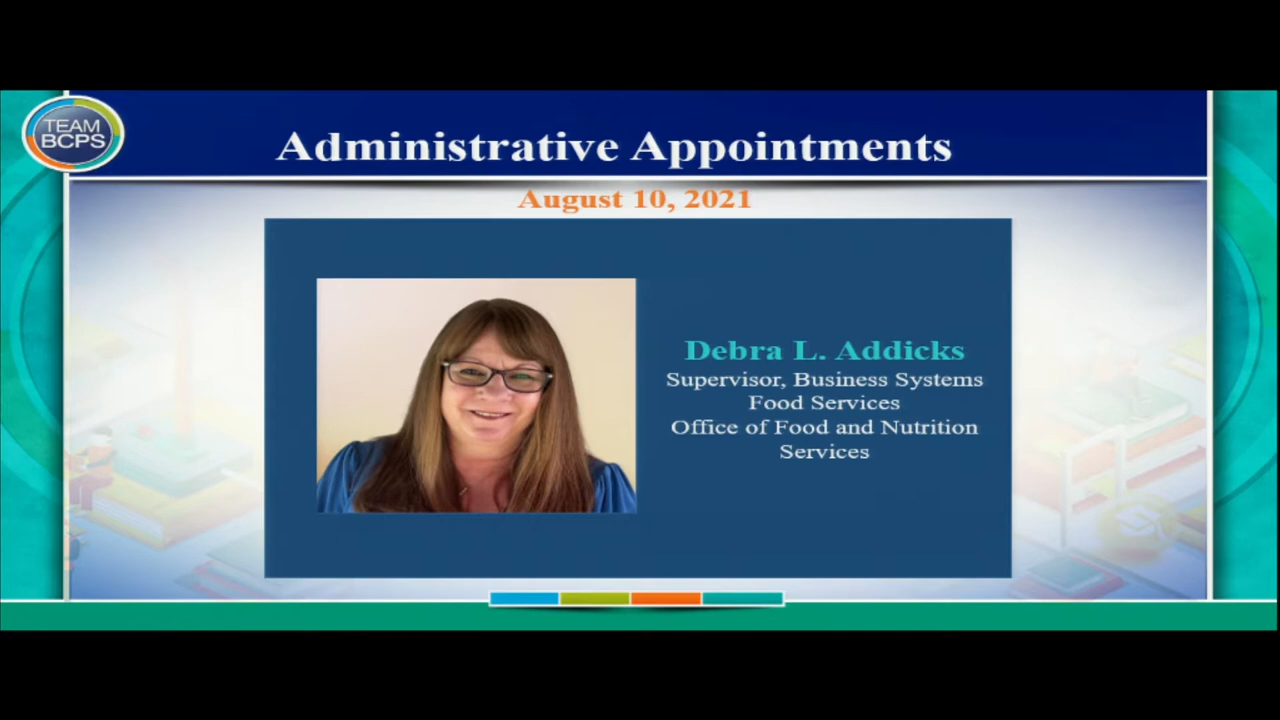 TEAM
BCPS
Administrative Appointments
August 10, 2021
Debra L. Addicks
Supervisor, Business Systems
Food Services
Office of Food and Nutrition
Services